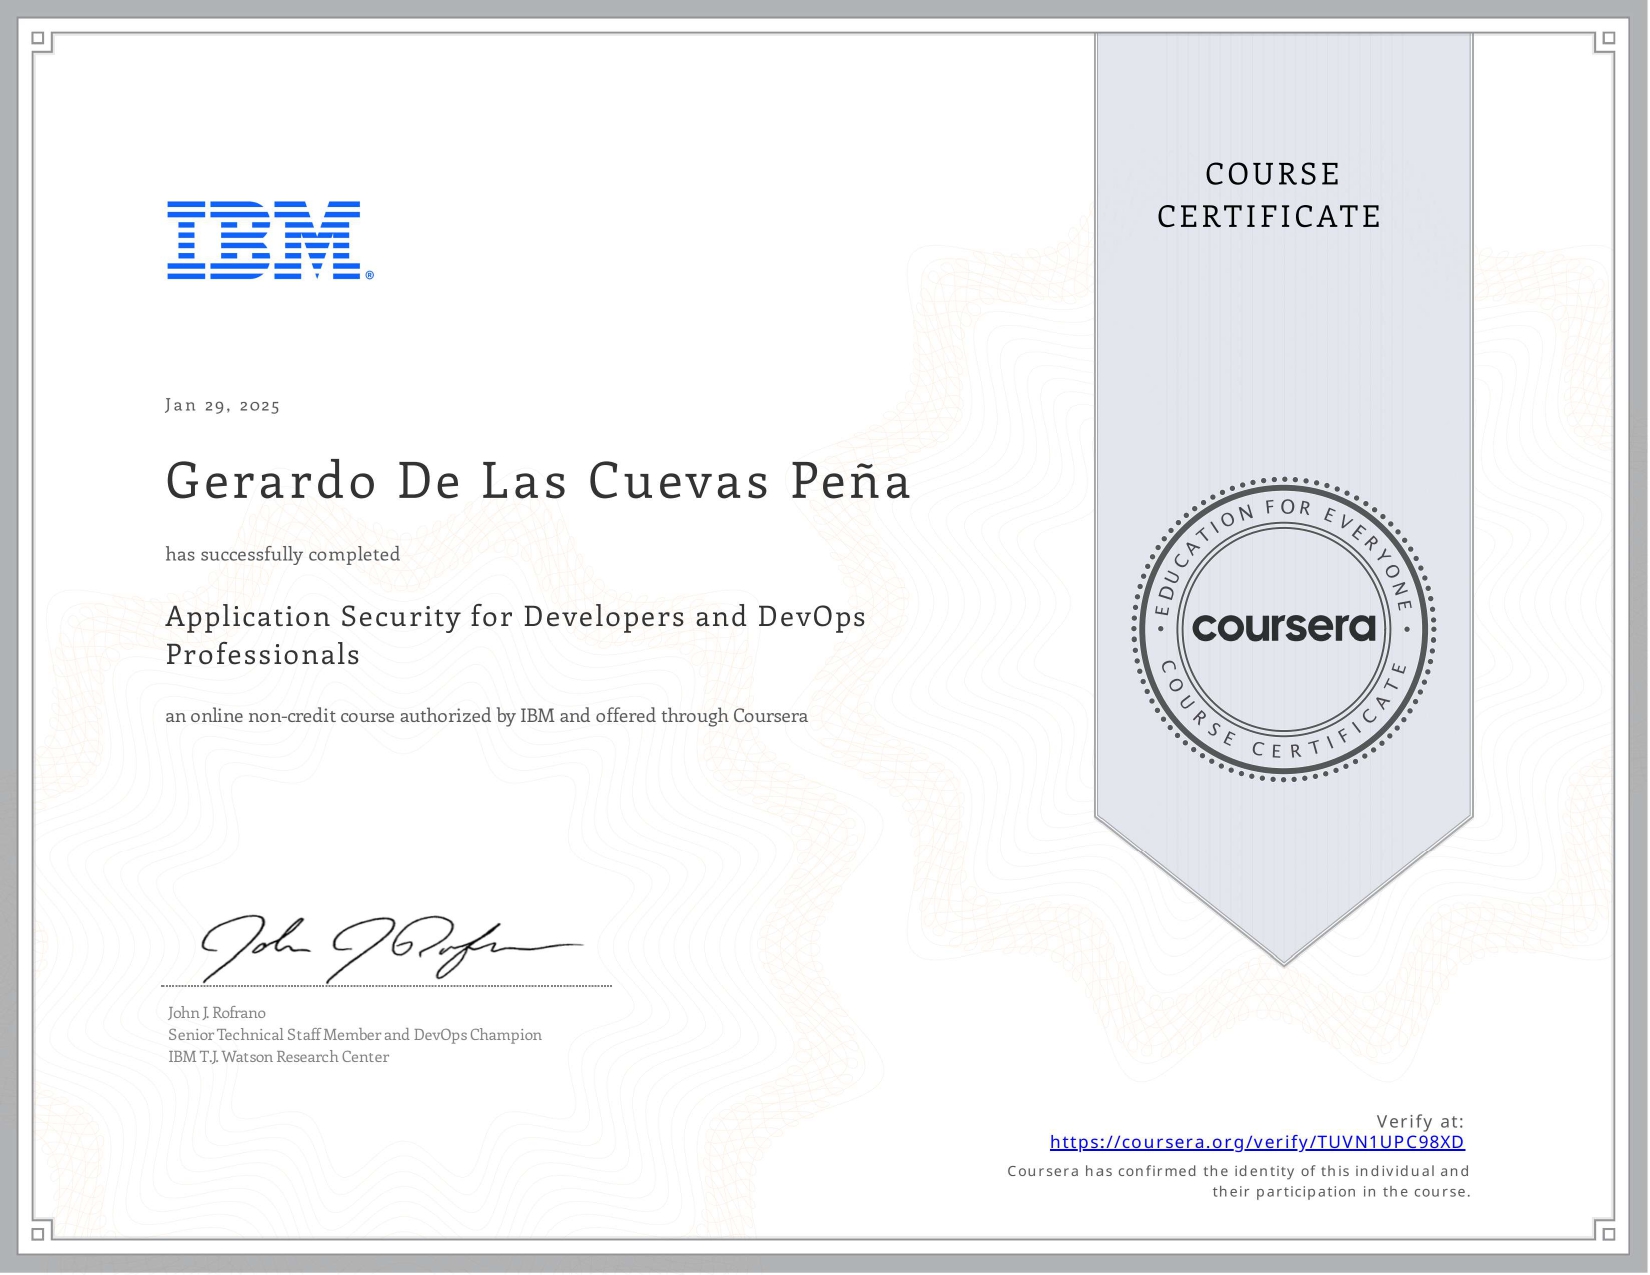 COURSE
CERTIFICATE
IBM®
Jan 29, 2025
Gerardo De Las Cuevas Peña
has successfully completed
Application Security for Developers and DevOps
Professionals
an online non-credit course authorized by IBM and offered through Coursera
EDUCATION FOR EVERYONE
coursera
COURSE CERTIFICATE
John J Rofrano
John J. Rofrano
Senior Technical Staff Member and DevOps Champion
IBM T.J. Watson Research Center
Verify at:
https://coursera.org/verify/TUVN1UPC98XD
Coursera has confirmed the identity of this individual and
their participation in the course.